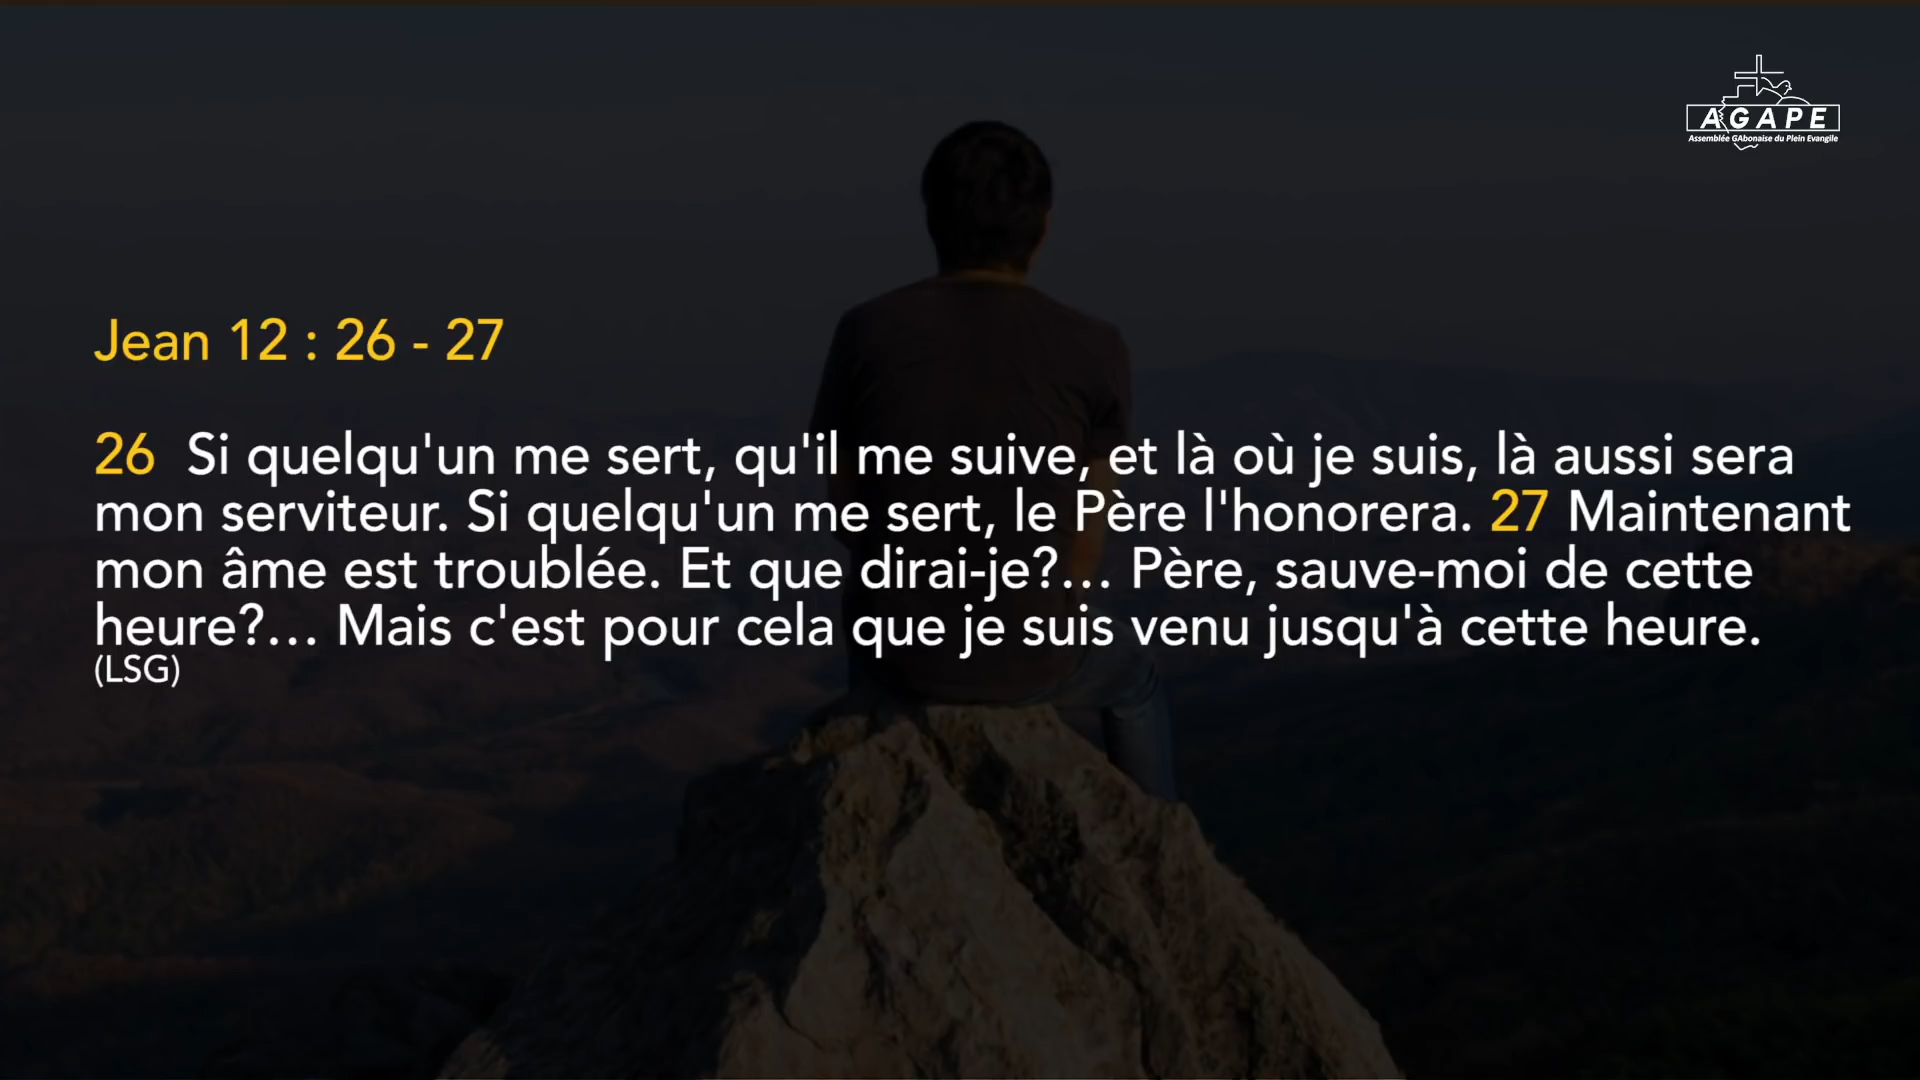 AGAPE
Assemblée GAbonaise du Plein Evangile
Jean 12 : 26 - 27
26 Si quelqu'un me sert, qu'il me suive, et là où je suis, là aussi sera
mon serviteur. Si quelqu'un me sert, le Père l'honorera. 27 Maintenant
mon âme est troublée. Et que dirai-je?... Père, sauve-moi de cette
heure?... Mais c'est pour cela que je suis venu jusqu'à cette heure.
(LSG)